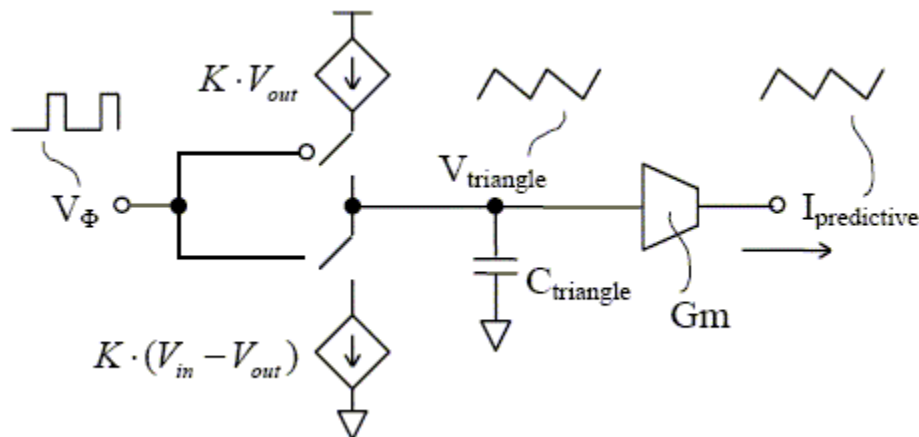 K · V_out
V_Φ
V_triangle
I_predictive
C_triangle
Gm
K · (V_in − V_out)